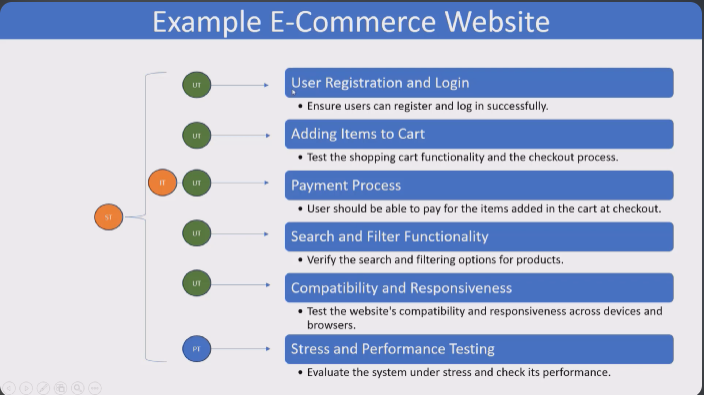 Example E-Commerce Website
UT
User Registration and Login
• Ensure users can register and log in successfully.
UT
Adding Items to Cart
• Test the shopping cart functionality and the checkout process.
IT
UT
Payment Process
• User should be able to pay for the items added in the cart at checkout.
ST
UT
Search and Filter Functionality
• Verify the search and filtering options for products.
UT
Compatibility and Responsiveness
• Test the website's compatibility and responsiveness across devices and
browsers.
PT
Stress and Performance Testing
• Evaluate the system under stress and check its performance.